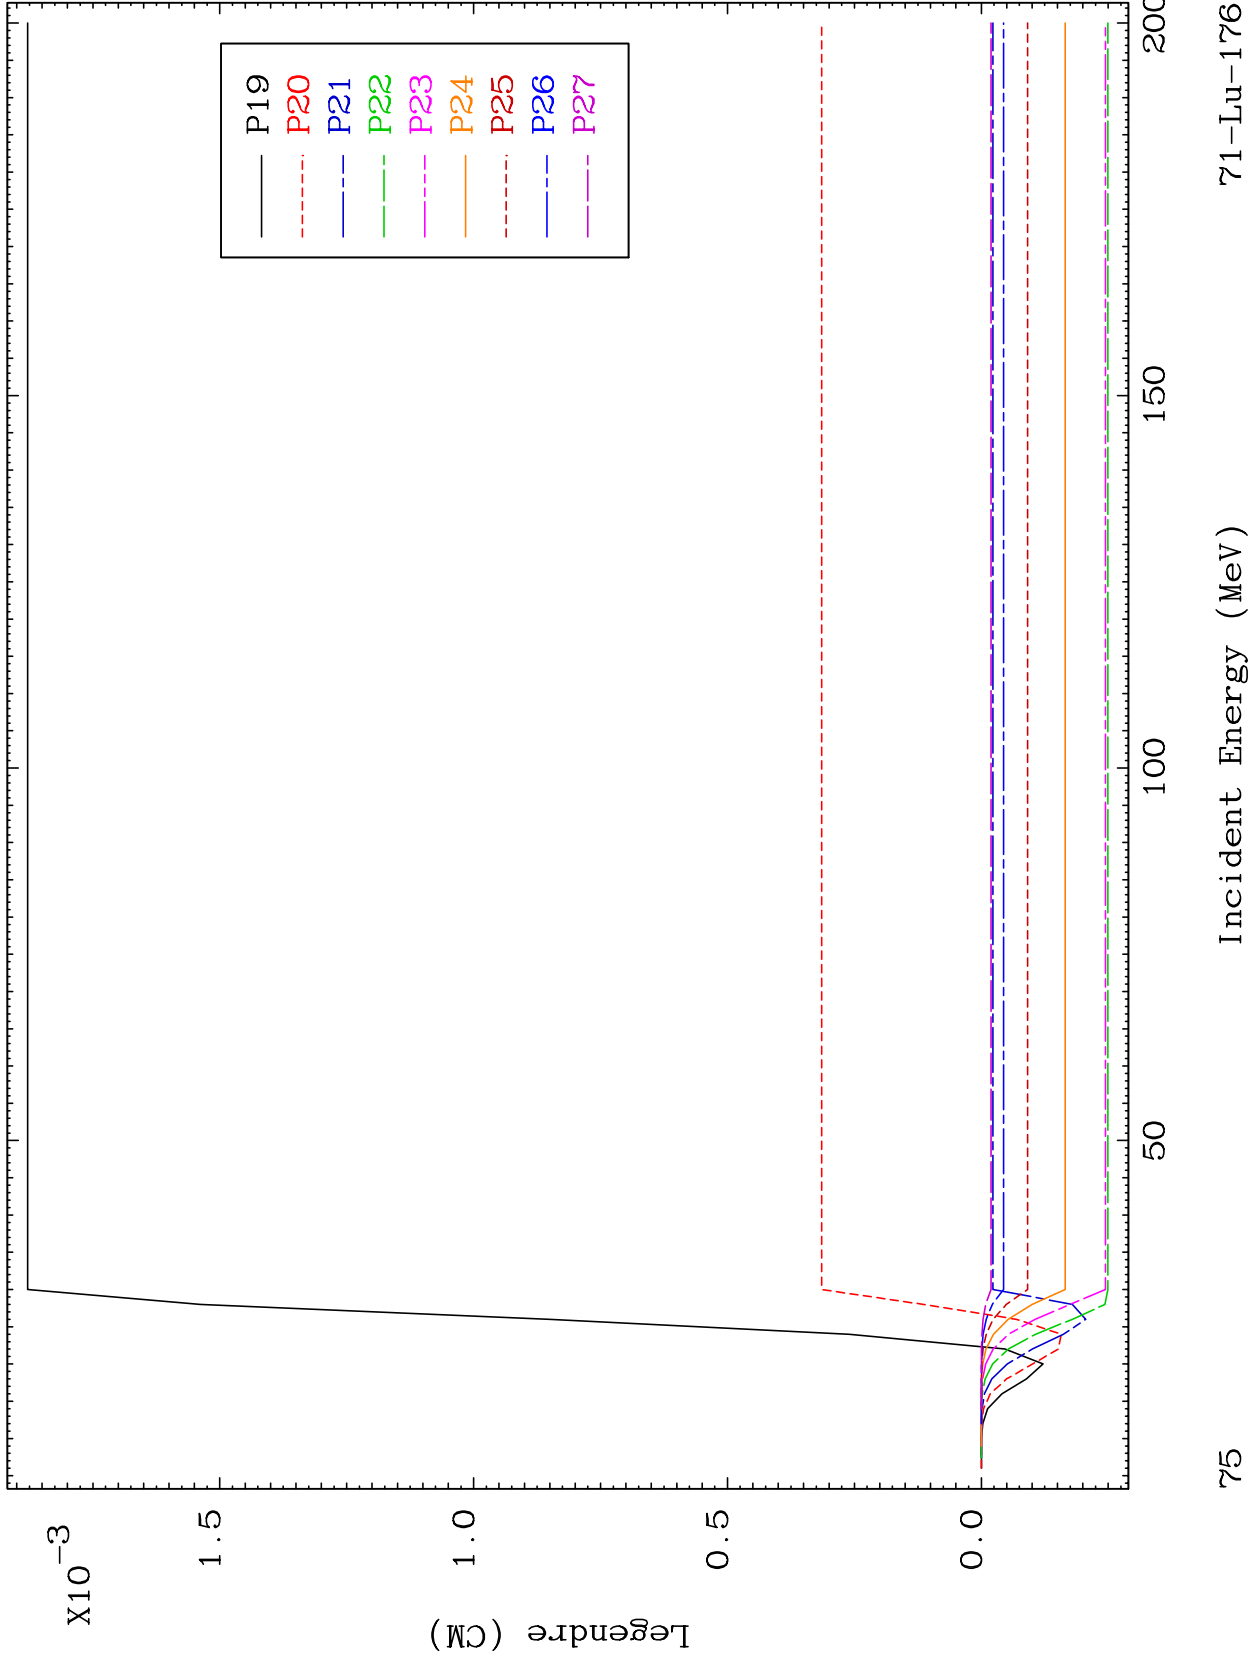 X10⁻³
1.5
1.0
0.5
0.0
Legendre (CM)
P19
P20
P21
P22
P23
P24
P25
P26
P27
50
100
150
200
Incident Energy (MeV)
75
71-Lu-176